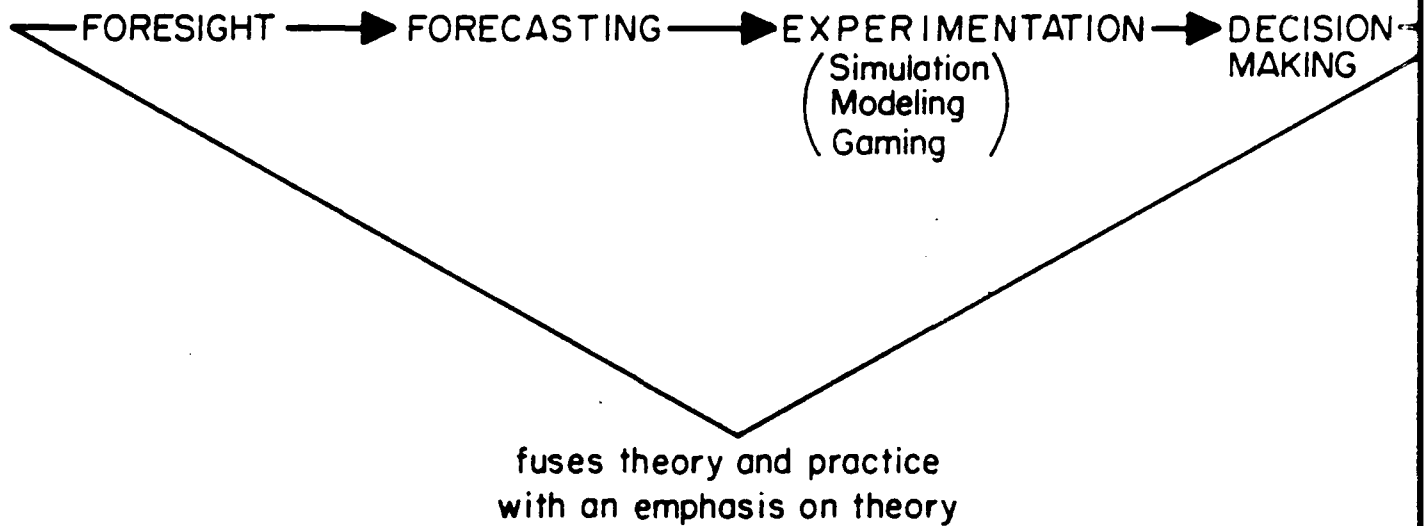 FORESIGHT FORECASTING EXPERIMENTATION DECISION
MAKING
(Simulation
Modeling
Gaming)
fuses theory and practice
with an emphasis on theory